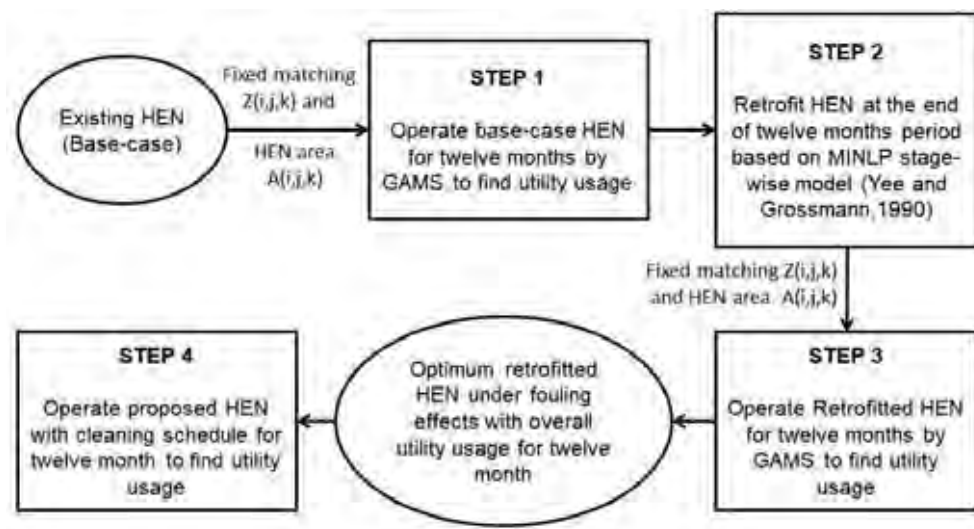 Existing HEN
(Base-case)
Fixed matching
Z(i,j,k) and
HEN area
A(i,j,k)
STEP 1
Operate base-case HEN
for twelve months by
GAMS to find utility usage
STEP 2
Retrofit HEN at the end
of twelve months period
based on MINLP stage-
wise model (Yee and
Grossmann,1990)
Fixed matching Z(i,j,k)
and HEN area A(i,j,k)
STEP 3
Operate Retrofitted HEN
for twelve months by
GAMS to find utility
usage
Optimum retrofitted
HEN under fouling
effects with overall
utility usage for twelve
month
STEP 4
Operate proposed HEN
with cleaning schedule for
twelve month to find utility
usage